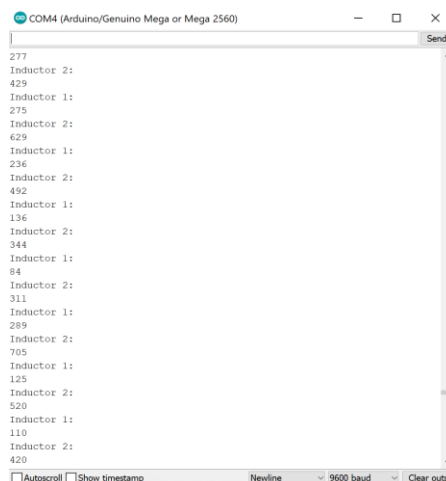 COM4 (Arduino/Genuino Mega or Mega 2560)
Send
277
Inductor 2:
429
Inductor 1:
275
Inductor 2:
629
Inductor 1:
236
Inductor 2:
492
Inductor 1:
136
Inductor 2:
344
Inductor 1:
84
Inductor 2:
311
Inductor 1:
289
Inductor 2:
705
Inductor 1:
125
Inductor 2:
520
Inductor 1:
110
Inductor 2:
420
Autoscroll Show timestamp Newline 9600 baud Clear out